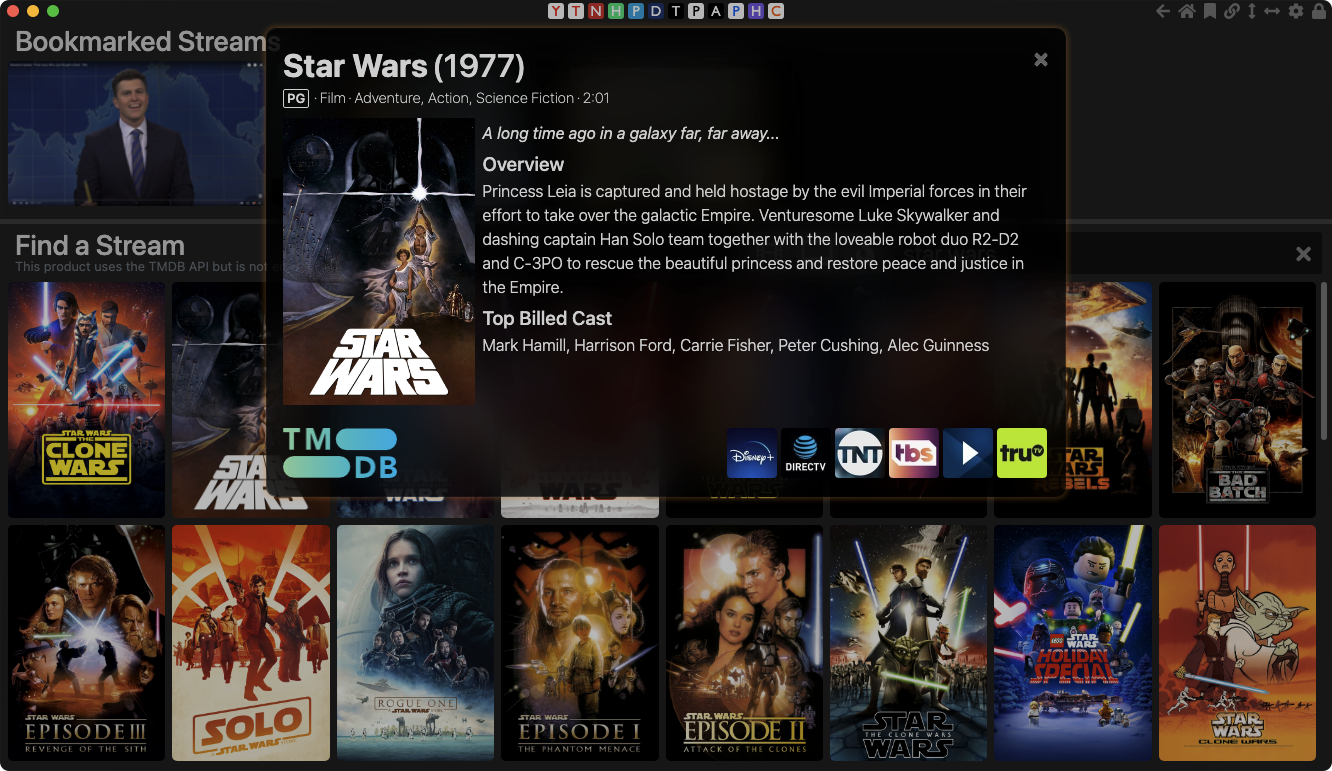 Y T N H P D T P A P H C
Bookmarked Streams
Star Wars (1977)
PG · Film · Adventure, Action, Science Fiction · 2:01
A long time ago in a galaxy far, far away...
Overview
Princess Leia is captured and held hostage by the evil Imperial forces in their
effort to take over the galactic Empire. Venturesome Luke Skywalker and
dashing captain Han Solo team together with the loveable robot duo R2-D2
and C-3PO to rescue the beautiful princess and restore peace and justice in
the Empire.
Top Billed Cast
Mark Hamill, Harrison Ford, Carrie Fisher, Peter Cushing, Alec Guinness
STAR WARS
TMDB
Disney+
DIRECTV
TNT
tbs
truTV
Find a Stream
This product uses the TMDB API but is not
STAR WARS
THE
CLONE
WARS
STAR
WARS
WARS
WARS
STAR
WARS
REBELS
STAR WARS
THE
BAD
BATCH
STAR WARS
EPISODE III
REVENGE OF THE SITH
SOLO
A STAR WARS STORY
ROGUE ONE
A STAR WARS STORY
STAR WARS
EPISODE I
THE PHANTOM MENACE
STAR WARS
EPISODE II
ATTACK OF THE CLONES
STAR
THE CLONE WARS
WARS
LEGO STAR WARS
HOLIDAY
SPECIAL
STAR
WARS
CLONE WARS